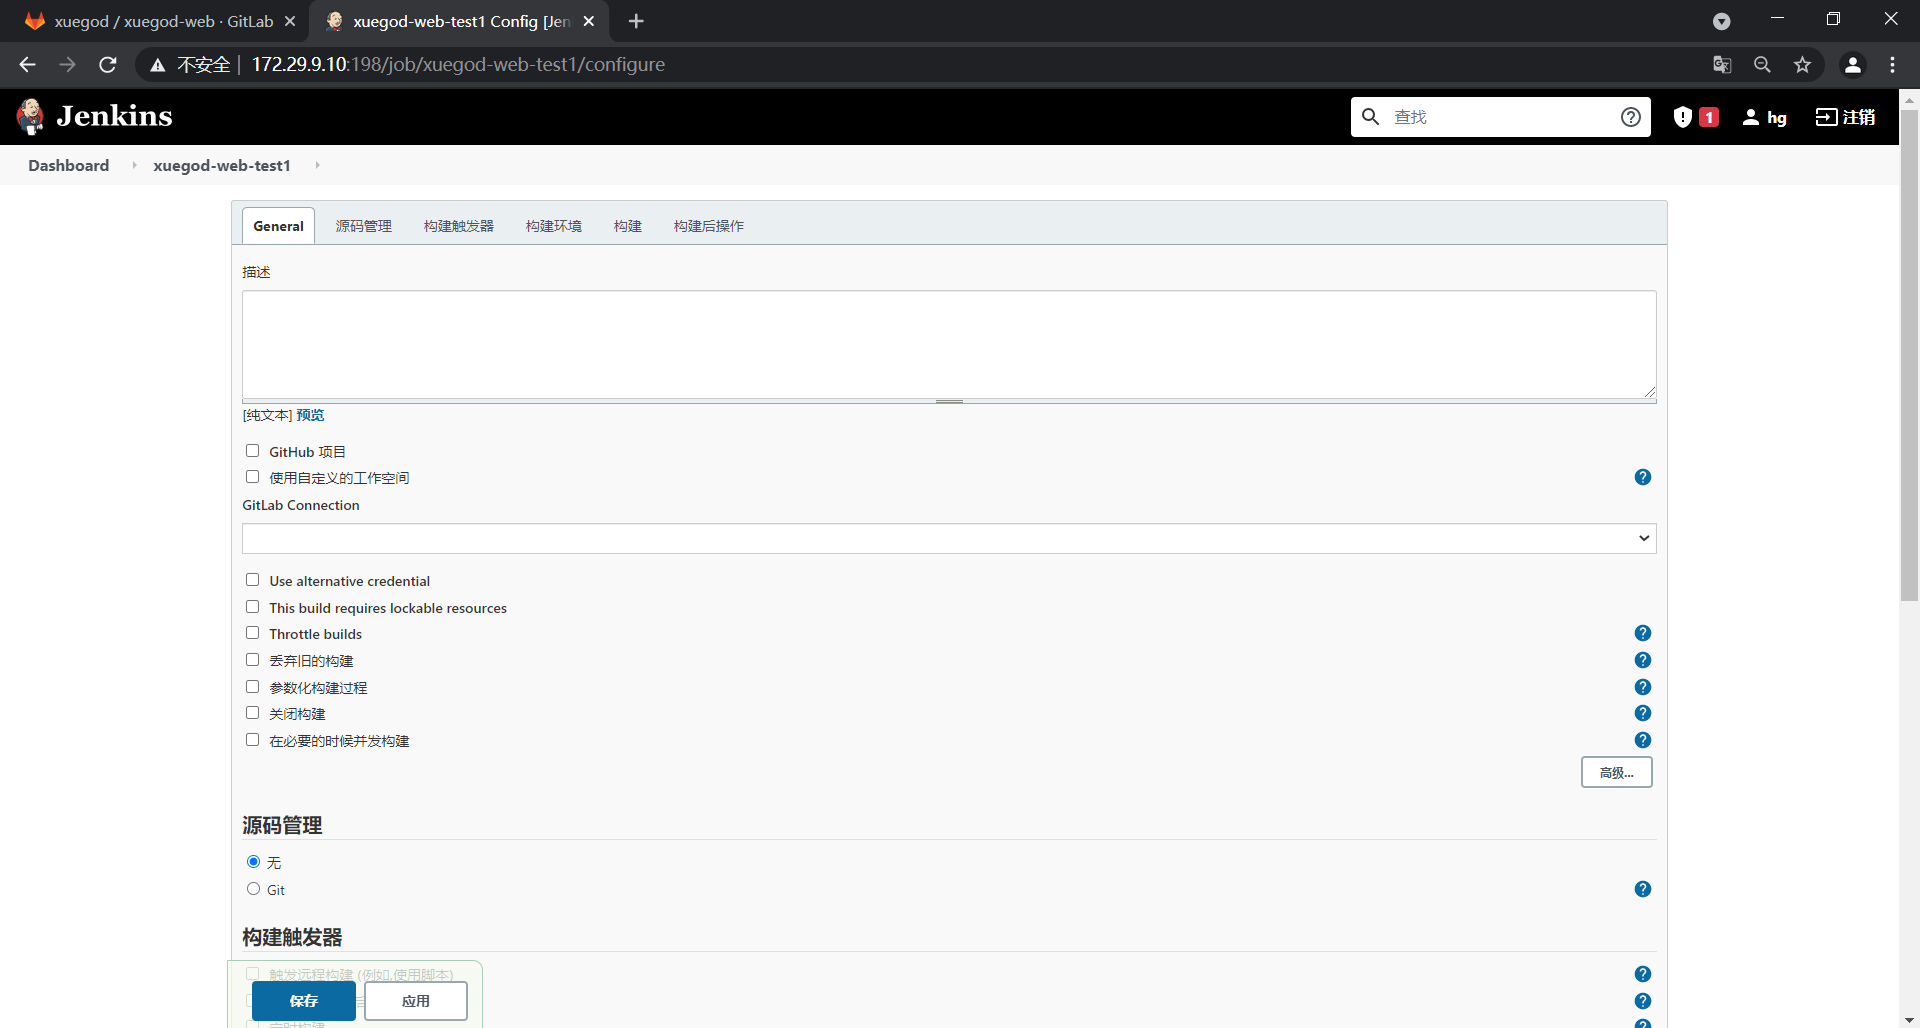 xuegod / xuegod-web · GitLab
xuegod-web-test1 Config [Jen
不安全 | 172.29.9.10:198/job/xuegod-web-test1/configure
Jenkins
查找
1
hg
注销
Dashboard
xuegod-web-test1
General
源码管理
构建触发器
构建环境
构建
构建后操作
描述
[纯文本] 预览
GitHub 项目
使用自定义的工作空间
GitLab Connection
Use alternative credential
This build requires lockable resources
Throttle builds
丢弃旧的构建
参数化构建过程
关闭构建
在必要的时候并发构建
高级...
源码管理
无
Git
构建触发器
触发远程构建 (例如,使用脚本)
保存
应用
定时构建